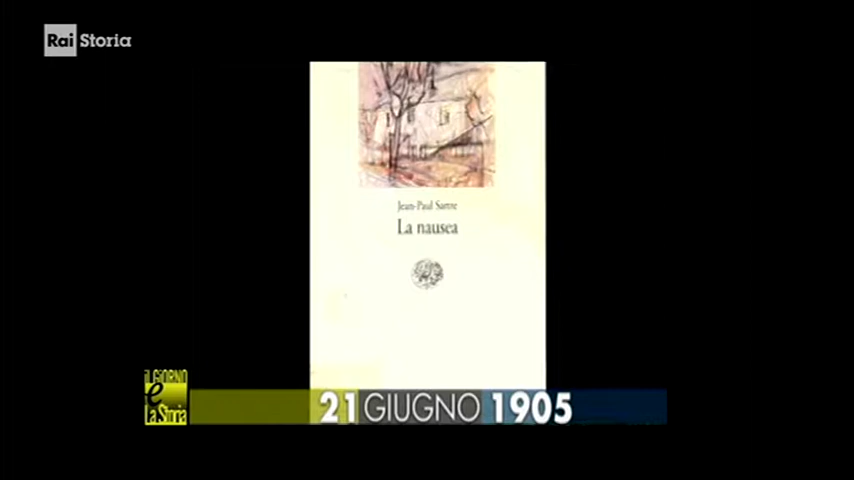 Rai Storia
Jean-Paul Sartre
La nausea
iL GiORNO
e
La Storia
21 GIUGNO 1905